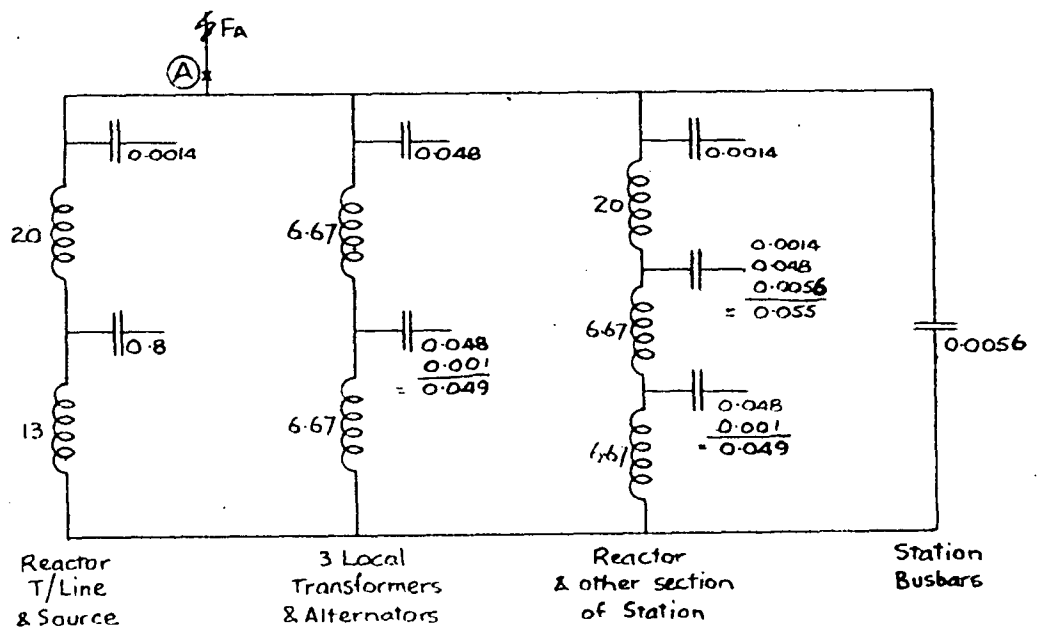 FA
A
0.0014
0.048
0.0014
20
6.67
20
0.0014
0.048
0.0056
= 0.055
0.8
0.048
0.001
= 0.049
6.67
0.0056
13
6.67
0.048
0.001
= 0.049
6.67
Reactor
T/Line
& Source
3 Local
Transformers
& Alternators
Reactor
& other section
of Station
Station
Busbars